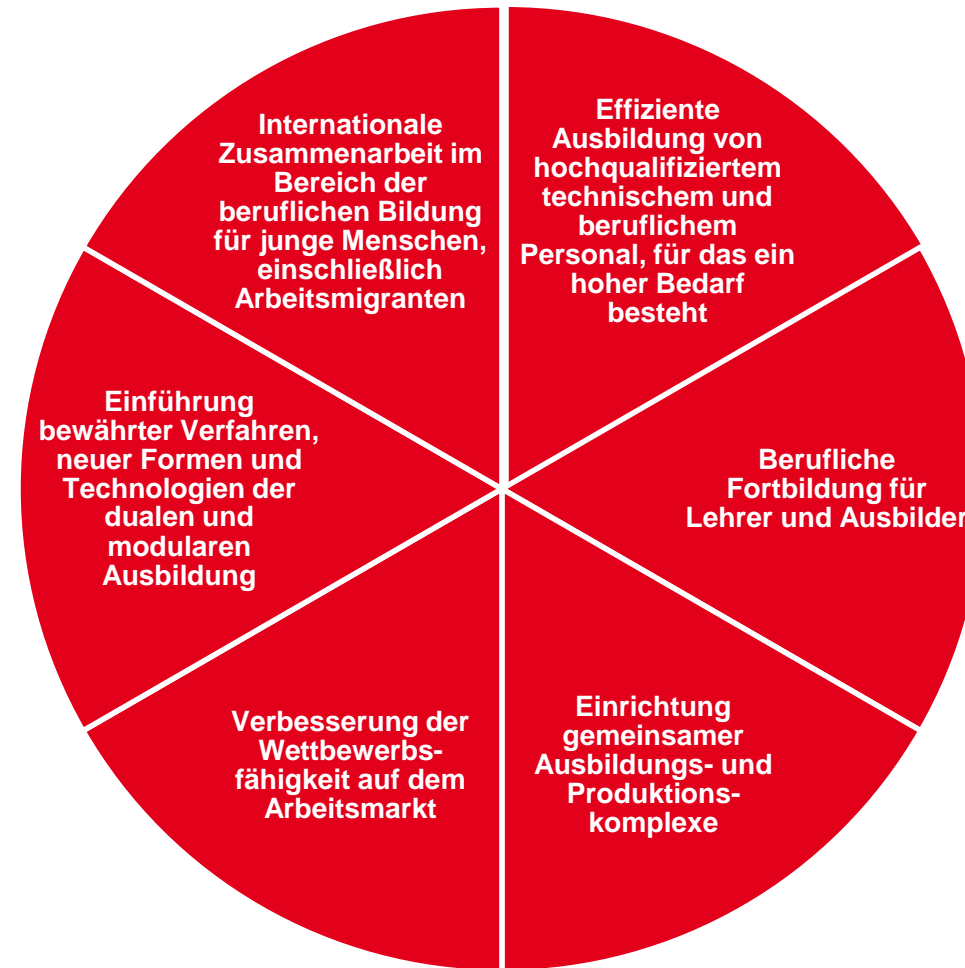 Internationale
Zusammenarbeit im
Bereich der
beruflichen Bildung
für junge Menschen,
einschließlich
Arbeitsmigranten
Effiziente
Ausbildung von
hochqualifiziertem
technischem und
beruflichem
Personal, für das ein
hoher Bedarf
besteht
Einführung
bewährter Verfahren,
neuer Formen und
Technologien der
dualen und
modularen
Ausbildung
Berufliche
Fortbildung für
Lehrer und Ausbilder
Verbesserung der
Wettbewerbs-
fähigkeit auf dem
Arbeitsmarkt
Einrichtung
gemeinsamer
Ausbildungs- und
Produktions-
komplexe